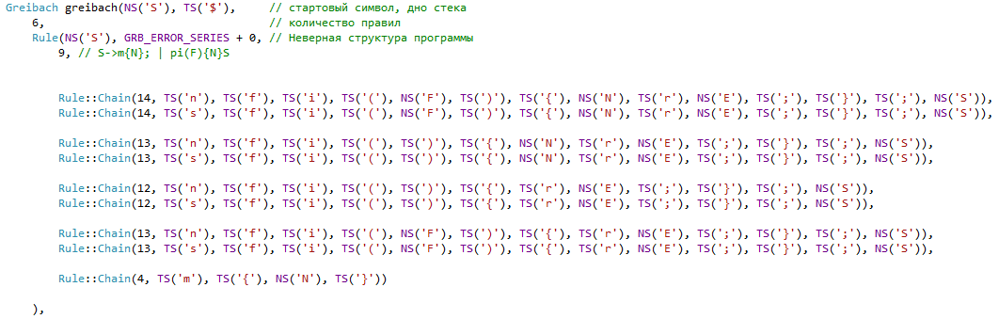 Greibach greibach(NS('S'), TS('$'),     // стартовый символ, дно стека
    6,                                  // количество правил
    Rule(NS('S'), GRB_ERROR_SERIES + 0, // Неверная структура программы
        9, // S->m{N}; | pi(F){N}S
        Rule::Chain(14, TS('n'), TS('f'), TS('i'), TS('('), NS('F'), TS(')'), TS('{'), NS('N'), TS('r'), NS('E'), TS(';'), TS('}'), TS(';'), NS('S')),
        Rule::Chain(14, TS('s'), TS('f'), TS('i'), TS('('), NS('F'), TS(')'), TS('{'), NS('N'), TS('r'), NS('E'), TS(';'), TS('}'), TS(';'), NS('S')),
        Rule::Chain(13, TS('n'), TS('f'), TS('i'), TS('('), TS(')'), TS('{'), NS('N'), TS('r'), NS('E'), TS(';'), TS('}'), TS(';'), NS('S')),
        Rule::Chain(13, TS('s'), TS('f'), TS('i'), TS('('), TS(')'), TS('{'), NS('N'), TS('r'), NS('E'), TS(';'), TS('}'), TS(';'), NS('S')),
        Rule::Chain(12, TS('n'), TS('f'), TS('i'), TS('('), TS(')'), TS('{'), TS('r'), NS('E'), TS(';'), TS('}'), TS(';'), NS('S')),
        Rule::Chain(12, TS('s'), TS('f'), TS('i'), TS('('), TS(')'), TS('{'), TS('r'), NS('E'), TS(';'), TS('}'), TS(';'), NS('S')),
        Rule::Chain(13, TS('n'), TS('f'), TS('i'), TS('('), NS('F'), TS(')'), TS('{'), TS('r'), NS('E'), TS(';'), TS('}'), TS(';'), NS('S')),
        Rule::Chain(13, TS('s'), TS('f'), TS('i'), TS('('), NS('F'), TS(')'), TS('{'), TS('r'), NS('E'), TS(';'), TS('}'), TS(';'), NS('S')),
        Rule::Chain(4, TS('m'), TS('{'), NS('N'), TS('}'))
    ),